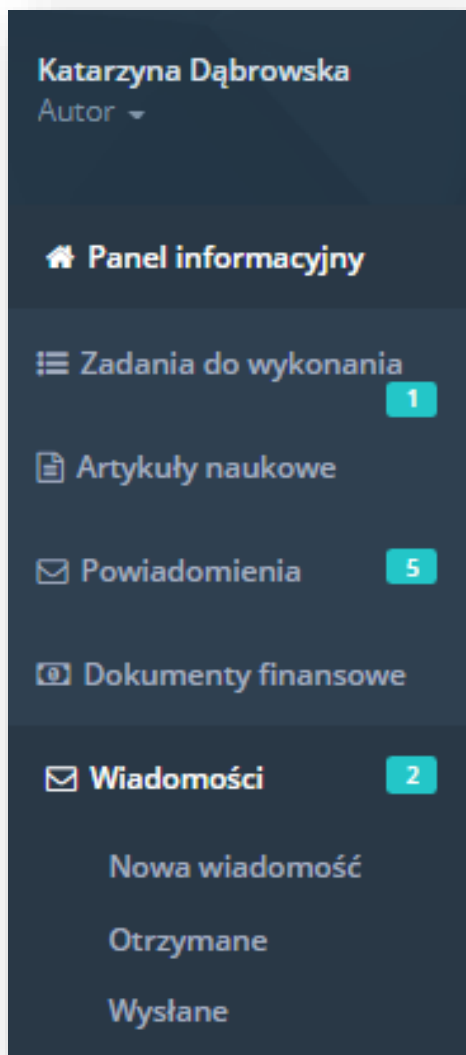 Katarzyna Dąbrowska
Autor
Panel informacyjny
Zadania do wykonania
1
Artykuły naukowe
Powiadomienia 5
Dokumenty finansowe
Wiadomości 2
Nowa wiadomość
Otrzymane
Wysłane